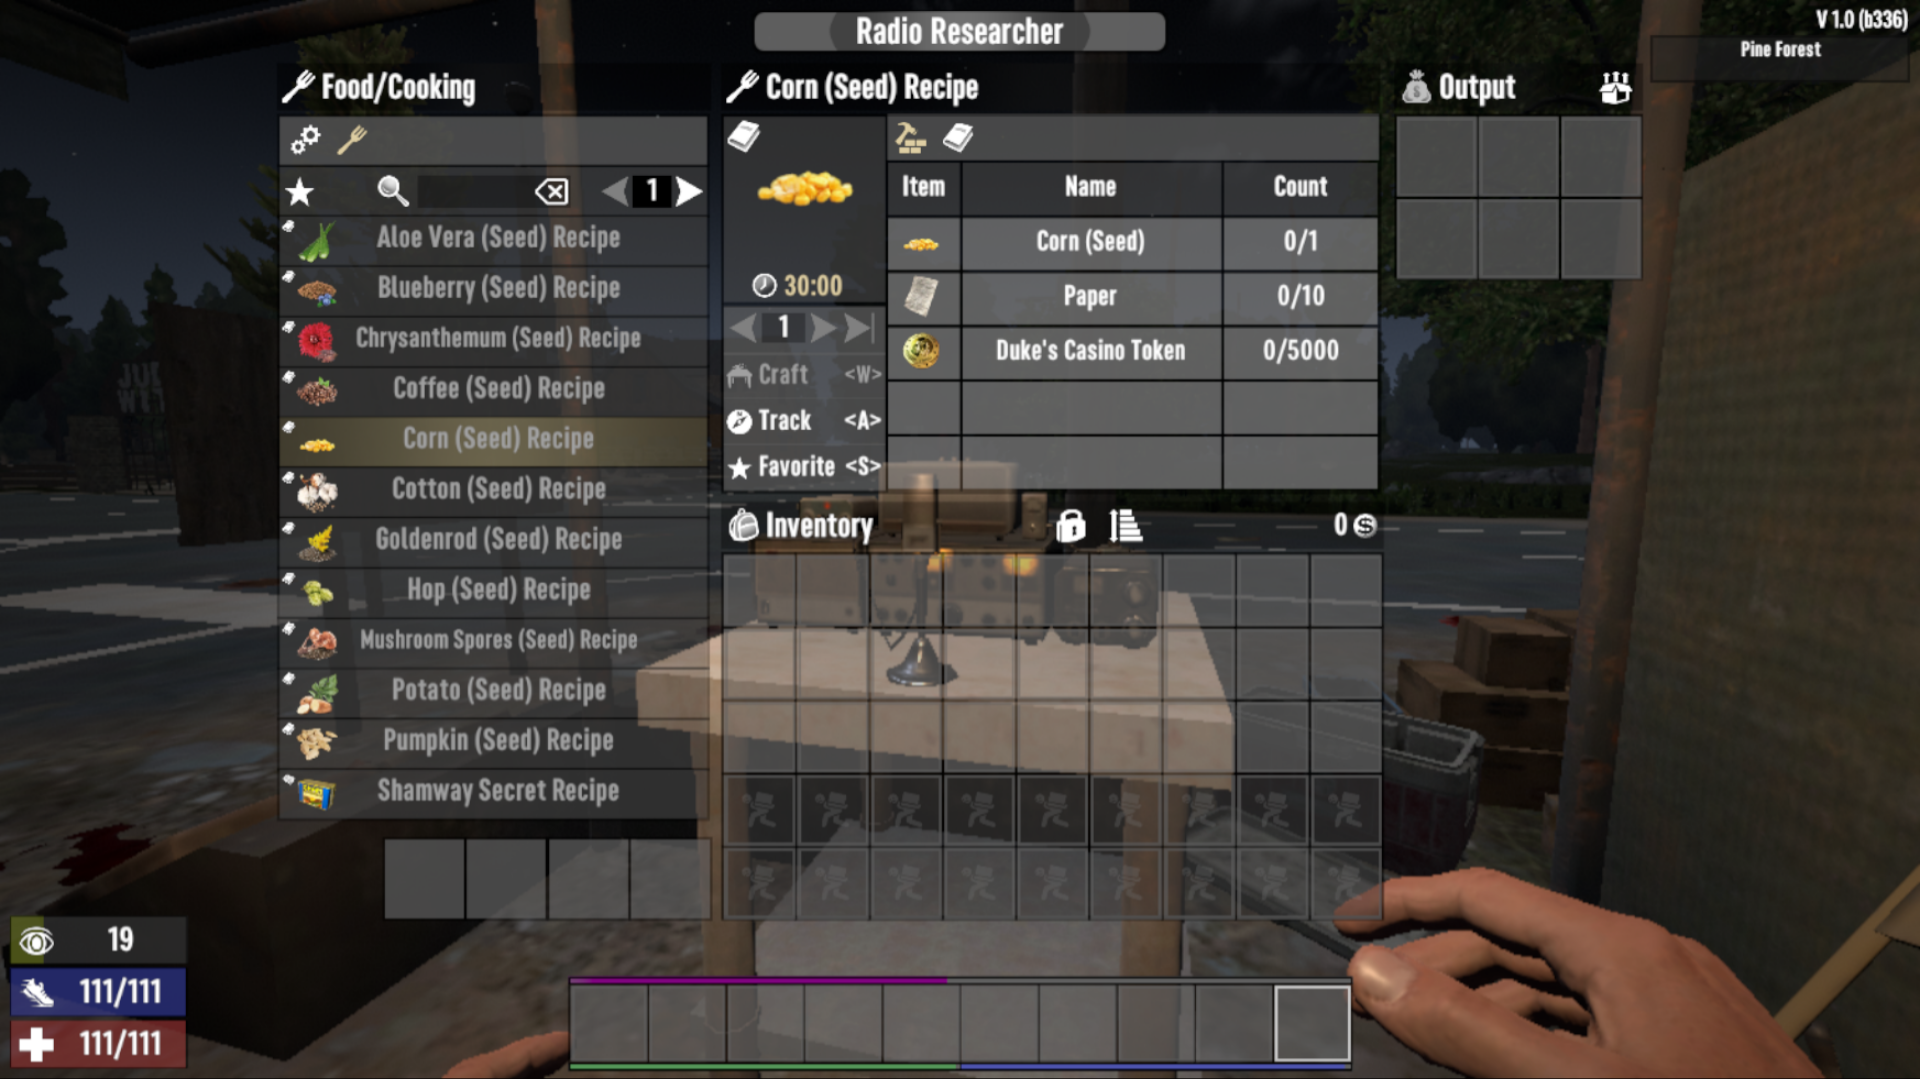 Radio Researcher
V 1.0 (b336)
Pine Forest
Food/Cooking
1
Aloe Vera (Seed) Recipe
Blueberry (Seed) Recipe
Chrysanthemum (Seed) Recipe
Coffee (Seed) Recipe
Corn (Seed) Recipe
Cotton (Seed) Recipe
Goldenrod (Seed) Recipe
Hop (Seed) Recipe
Mushroom Spores (Seed) Recipe
Potato (Seed) Recipe
Pumpkin (Seed) Recipe
Shamway Secret Recipe
Corn (Seed) Recipe
30:00
1
Craft <W>
Track <A>
Favorite <S>
Item Name Count
Corn (Seed) 0/1
Paper 0/10
Duke's Casino Token 0/5000
Output
Inventory
0
19
111/111
111/111